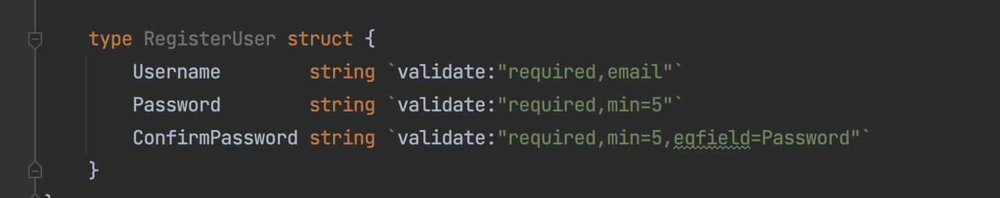 type RegisterUser struct {
Username string `validate:"required,email"`
Password string `validate:"required,min=5"`
ConfirmPassword string `validate:"required,min=5,eqfield=Password"`
}
}